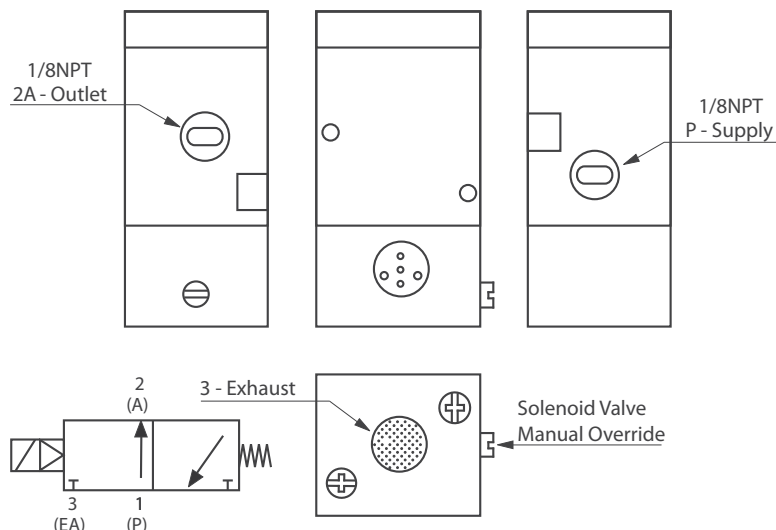 1/8NPT
2A - Outlet
1/8NPT
P - Supply
2
(A)
3 - Exhaust
Solenoid Valve
Manual Override
3
(EA)
1
(P)